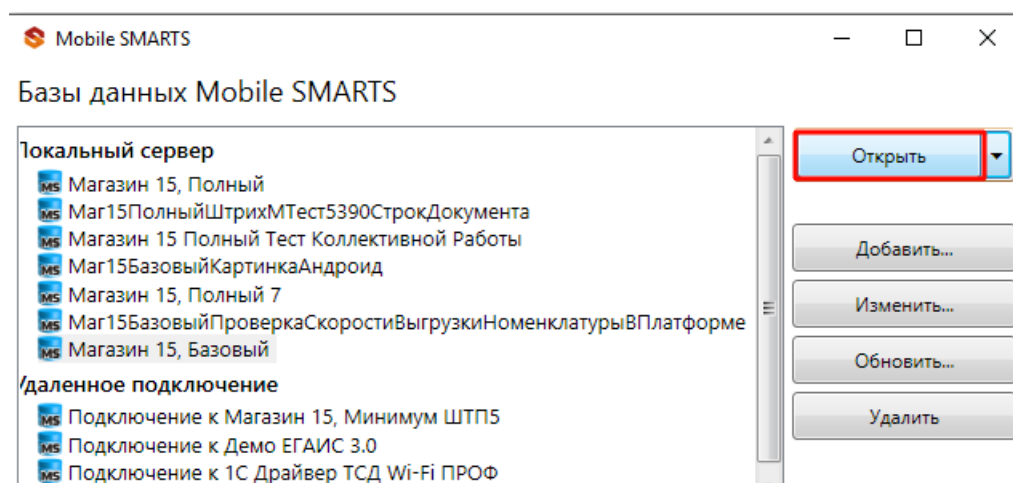 Mobile SMARTS
Базы данных Mobile SMARTS
Локальный сервер
Магазин 15, Полный
Маг15ПолныйШтрихМТест5390СтрокДокумента
Магазин 15 Полный Тест Коллективной Работы
Маг15БазовыйКартинкаАндроид
Магазин 15, Полный 7
Маг15БазовыйПроверкаСкоростиВыгрузкиНоменклатурыВПлатформе
Магазин 15, Базовый
Удаленное подключение
Подключение к Магазин 15, Минимум ШТП5
Подключение к Демо ЕГАИС 3.0
Подключение к 1С Драйвер ТСД Wi-Fi ПРОФ
Открыть
Добавить...
Изменить...
Обновить...
Удалить